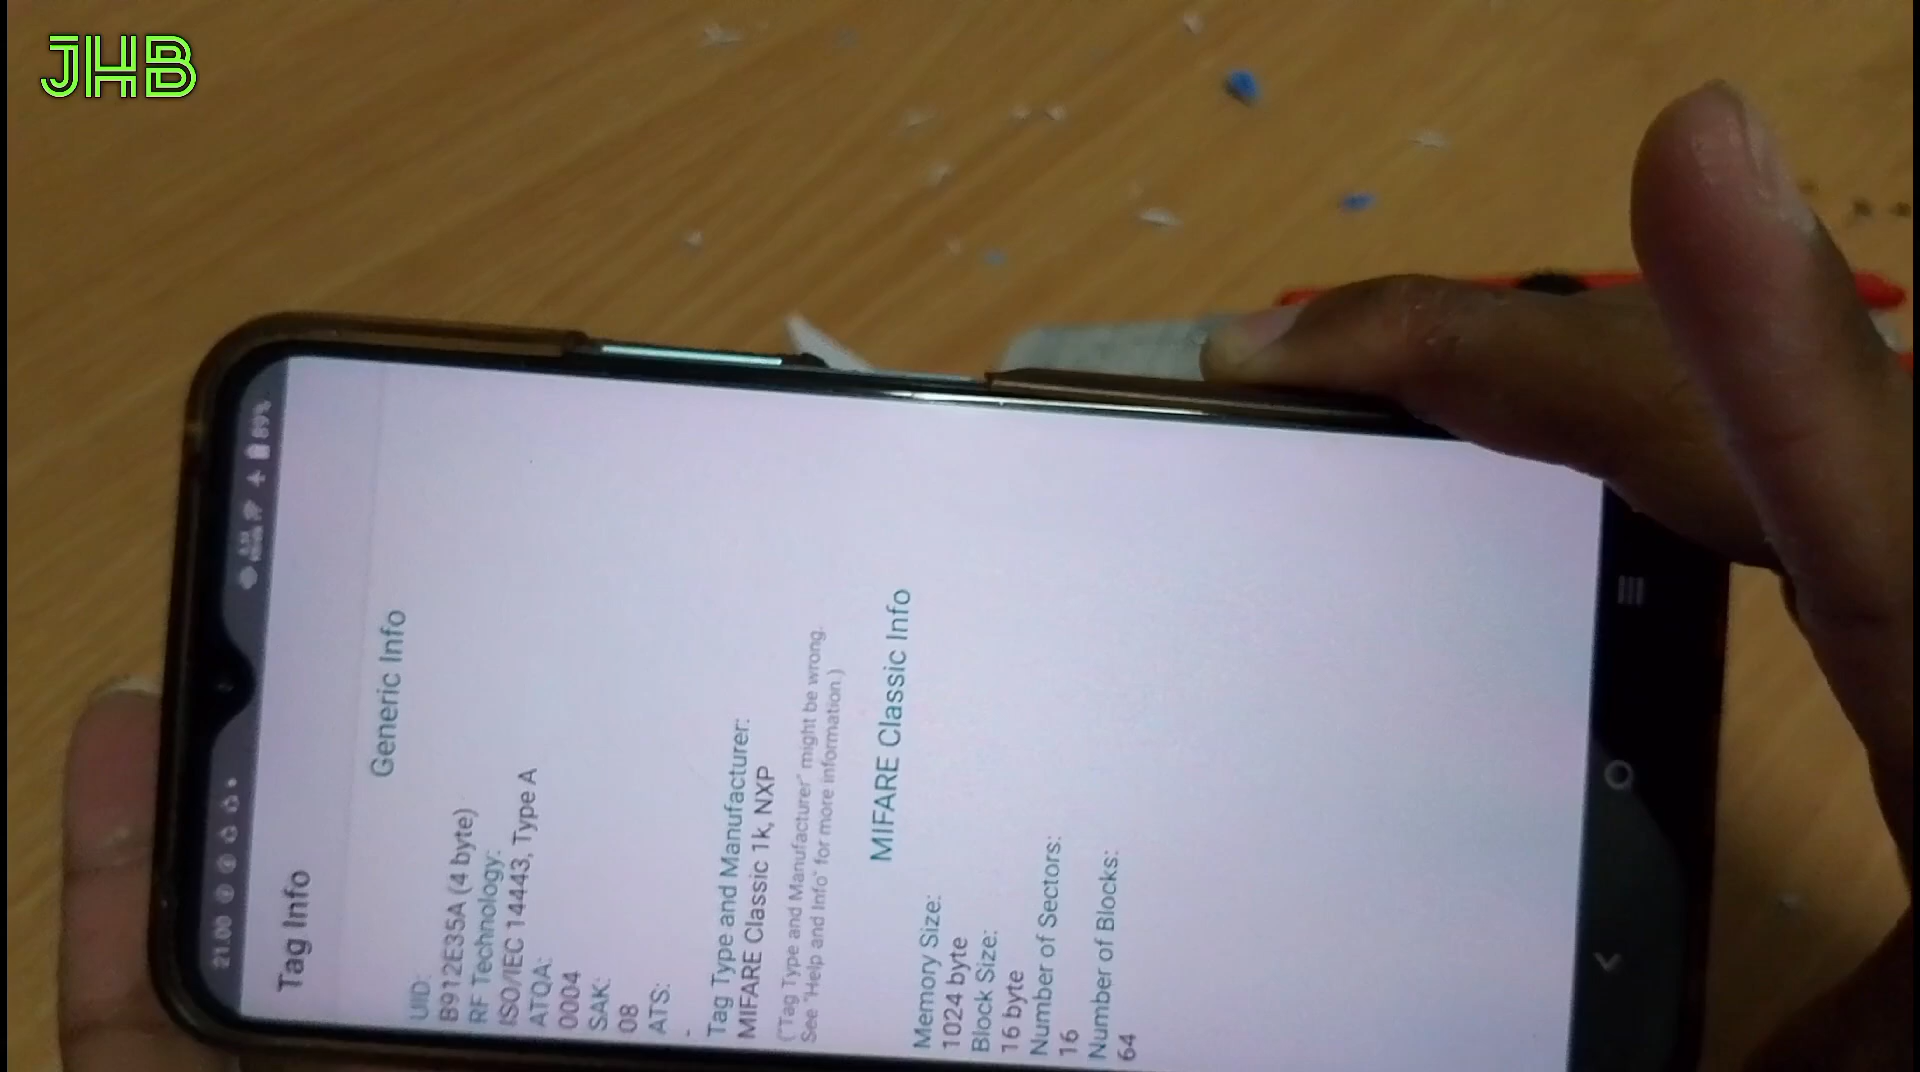 JHB
21.00
89%
Tag Info
Generic Info
UID:
B912E35A (4 byte)
RF Technology:
ISO/IEC 14443, Type A
ATQA:
0004
SAK:
08
ATS:
-
Tag Type and Manufacturer:
MIFARE Classic 1k, NXP
("Tag Type and Manufacturer" might be wrong.
See "Help and Info" for more information.)
MIFARE Classic Info
Memory Size:
1024 byte
Block Size:
16 byte
Number of Sectors:
16
Number of Blocks:
64